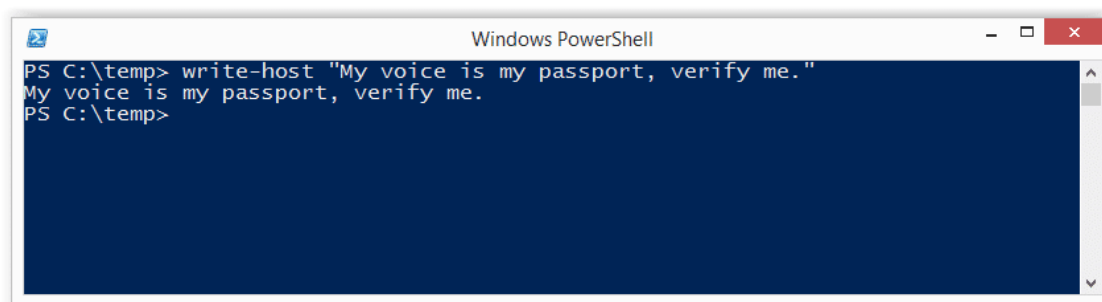 Windows PowerShell
PS C:\temp> write-host "My voice is my passport, verify me."
My voice is my passport, verify me.
PS C:\temp>